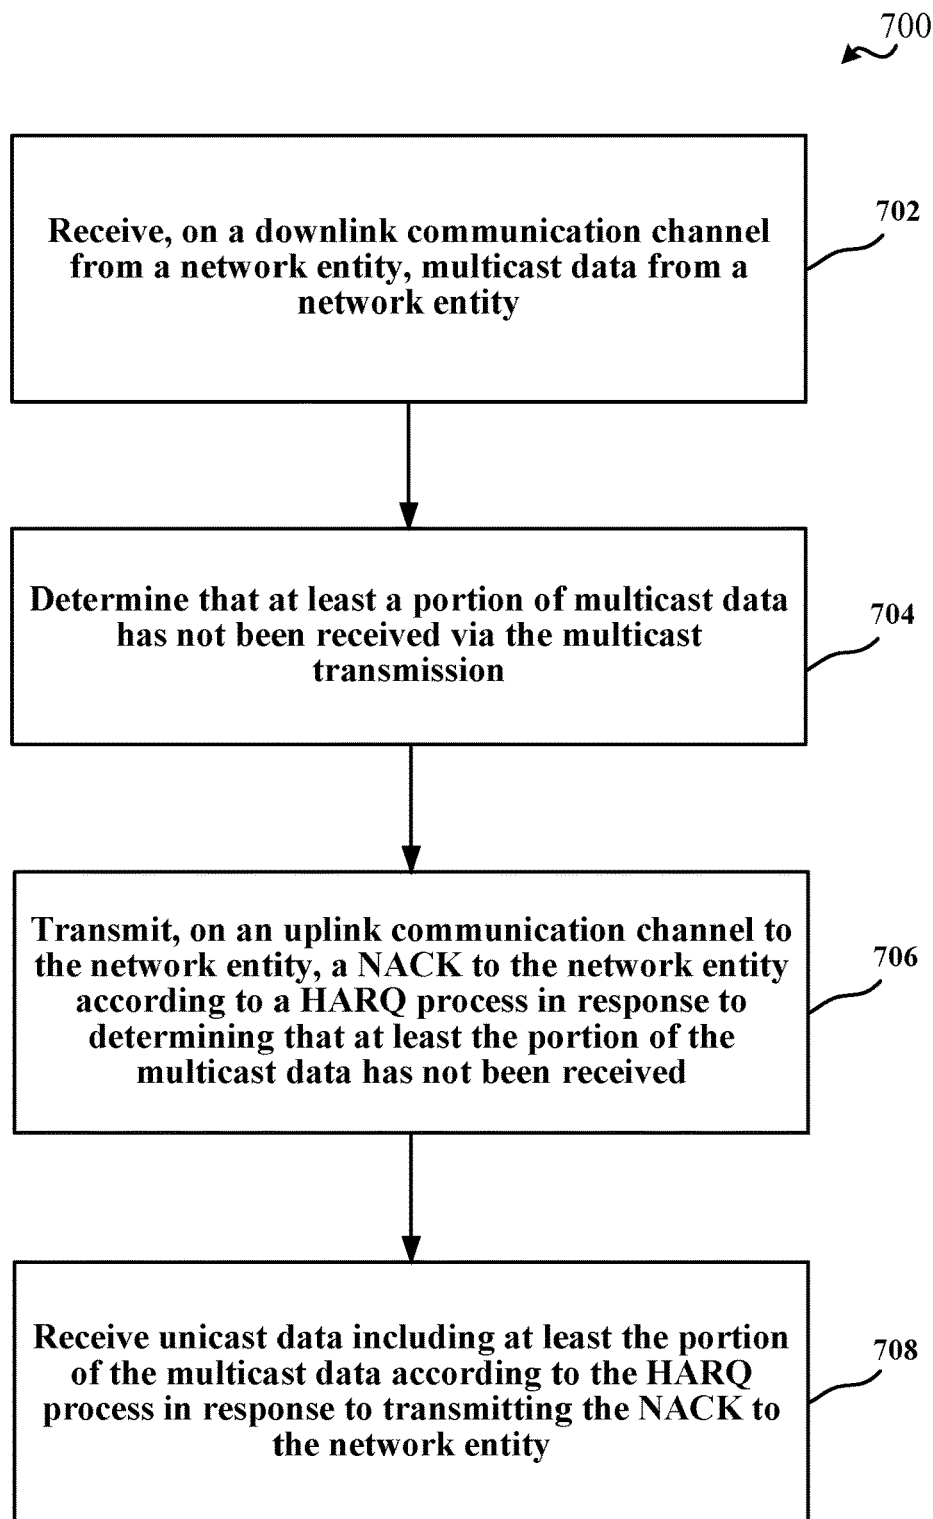 700
Receive, on a downlink communication channel
from a network entity, multicast data from a
network entity
702
Determine that at least a portion of multicast data
has not been received via the multicast
transmission
704
Transmit, on an uplink communication channel to
the network entity, a NACK to the network entity
according to a HARQ process in response to
determining that at least the portion of the
multicast data has not been received
706
Receive unicast data including at least the portion
of the multicast data according to the HARQ
process in response to transmitting the NACK to
the network entity
708